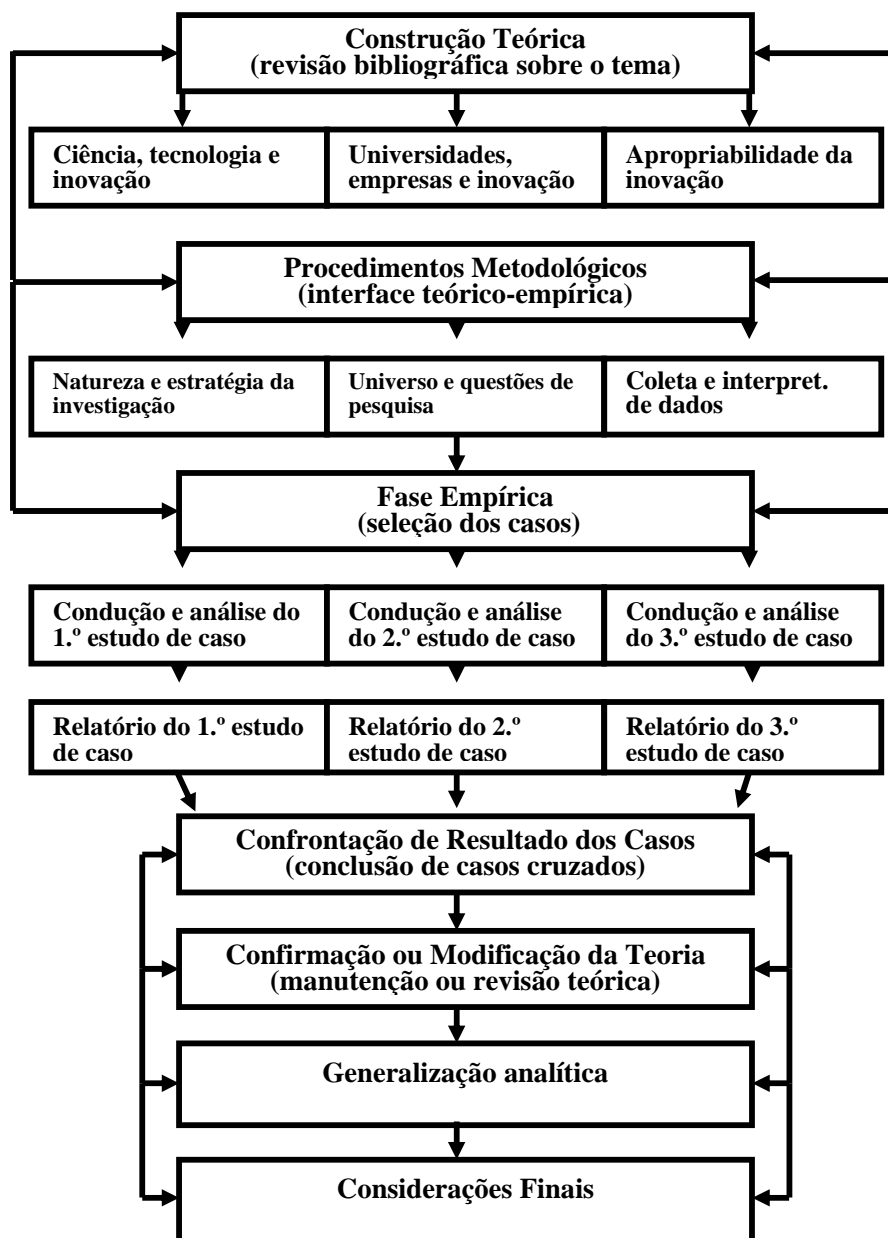 Construção Teórica
(revisão bibliográfica sobre o tema)
Ciência, tecnologia e
inovação
Universidades,
empresas e inovação
Apropriabilidade da
inovação
Procedimentos Metodológicos
(interface teórico-empírica)
Natureza e estratégia da
investigação
Universo e questões de
pesquisa
Coleta e interpret.
de dados
Fase Empírica
(seleção dos casos)
Condução e análise do
1.º estudo de caso
Condução e análise
do 2.º estudo de caso
Condução e análise
do 3.º estudo de caso
Relatório do 1.º estudo
de caso
Relatório do 2.º
estudo de caso
Relatório do 3.º
estudo de caso
Confrontação de Resultado dos Casos
(conclusão de casos cruzados)
Confirmação ou Modificação da Teoria
(manutenção ou revisão teórica)
Generalização analítica
Considerações Finais